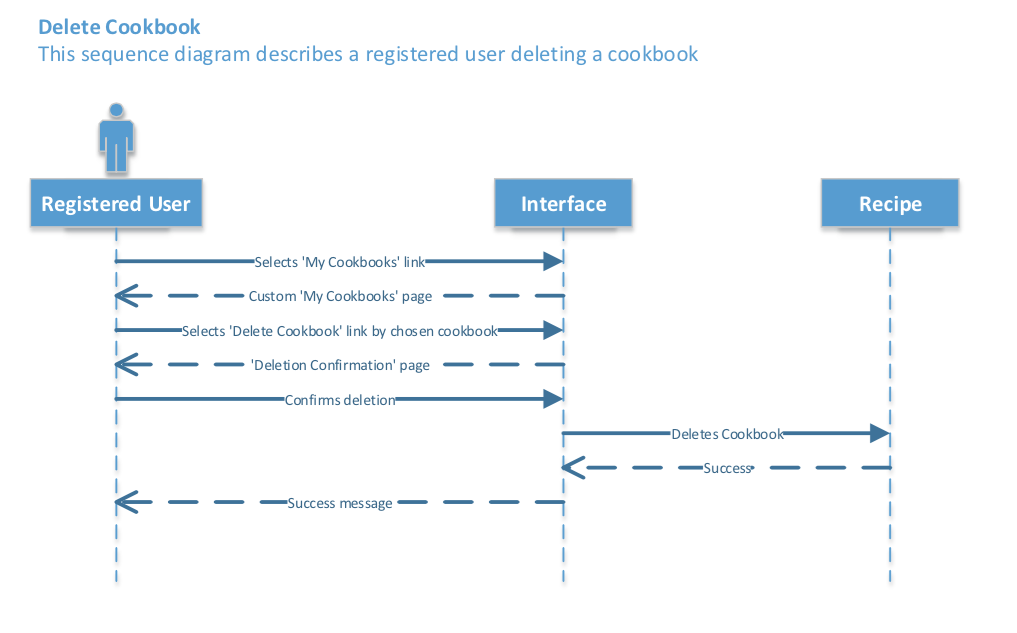 Delete Cookbook
This sequence diagram describes a registered user deleting a cookbook
Registered User
Interface
Recipe
Selects 'My Cookbooks' link
Custom 'My Cookbooks' page
Selects 'Delete Cookbook' link by chosen cookbook
'Deletion Confirmation' page
Confirms deletion
Deletes Cookbook
Success
Success message